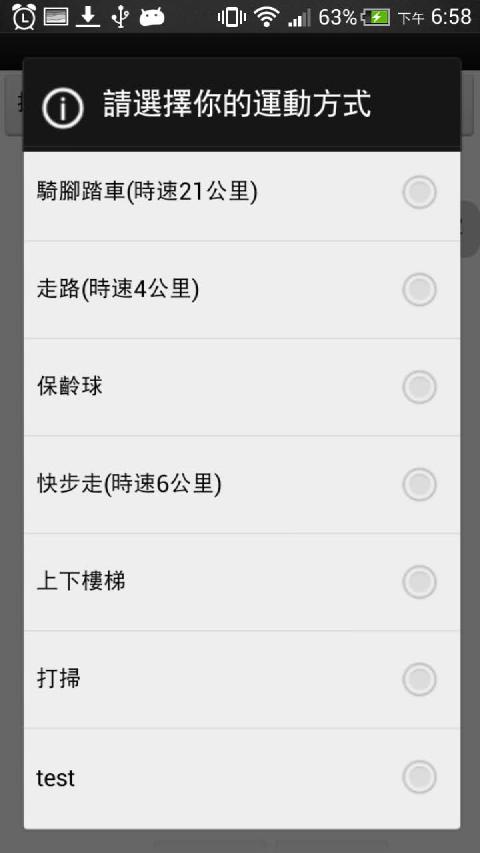 63% 下午 6:58
請選擇你的運動方式
騎腳踏車(時速21公里)
走路(時速4公里)
保齡球
快步走(時速6公里)
上下樓梯
打掃
test